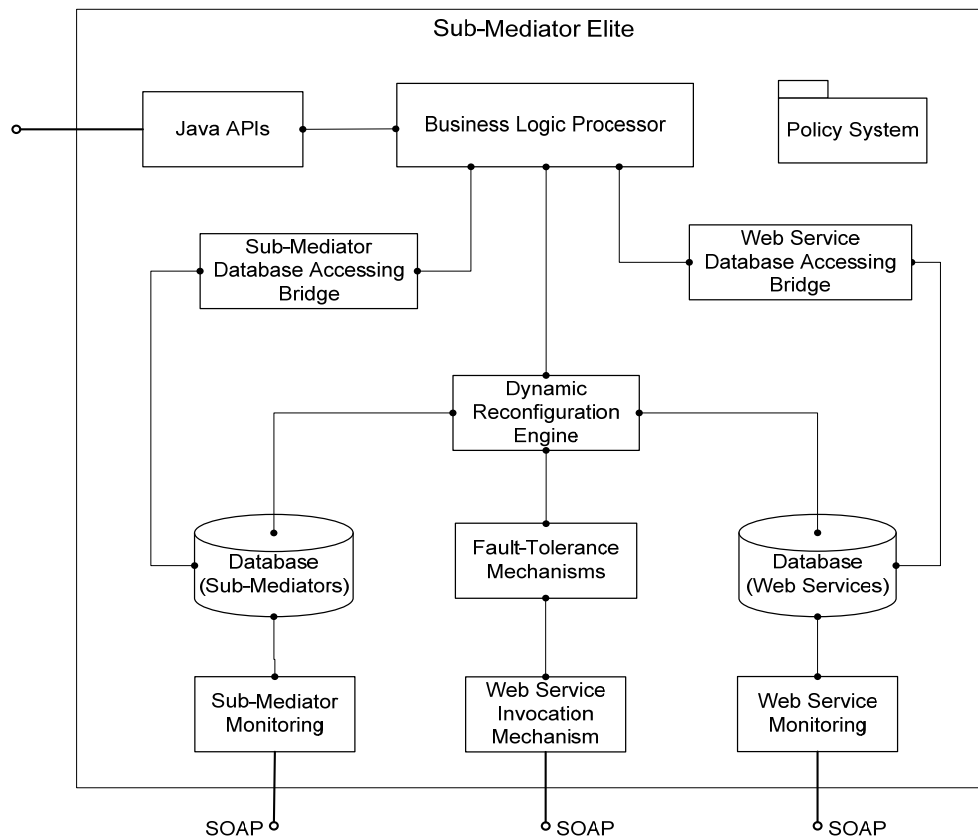 Sub-Mediator Elite
Java APIs
Business Logic Processor
Policy System
Sub-Mediator
Database Accessing
Bridge
Web Service
Database Accessing
Bridge
Dynamic
Reconfiguration
Engine
Database
(Sub-Mediators)
Fault-Tolerance
Mechanisms
Database
(Web Services)
Sub-Mediator
Monitoring
Web Service
Invocation
Mechanism
Web Service
Monitoring
SOAP
SOAP
SOAP